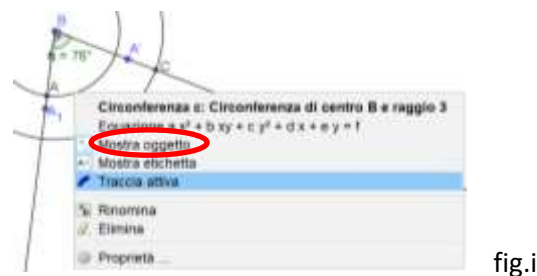 B
α = 76°
A'
C
A
A₁
Circonferenza c: Circonferenza di centro B e raggio 3
Equazione a x² + b xy + c y² + d x + e y = f
Mostra oggetto
Mostra etichetta
Traccia attiva
Rinomina
Elimina
Proprietà ...
fig.i